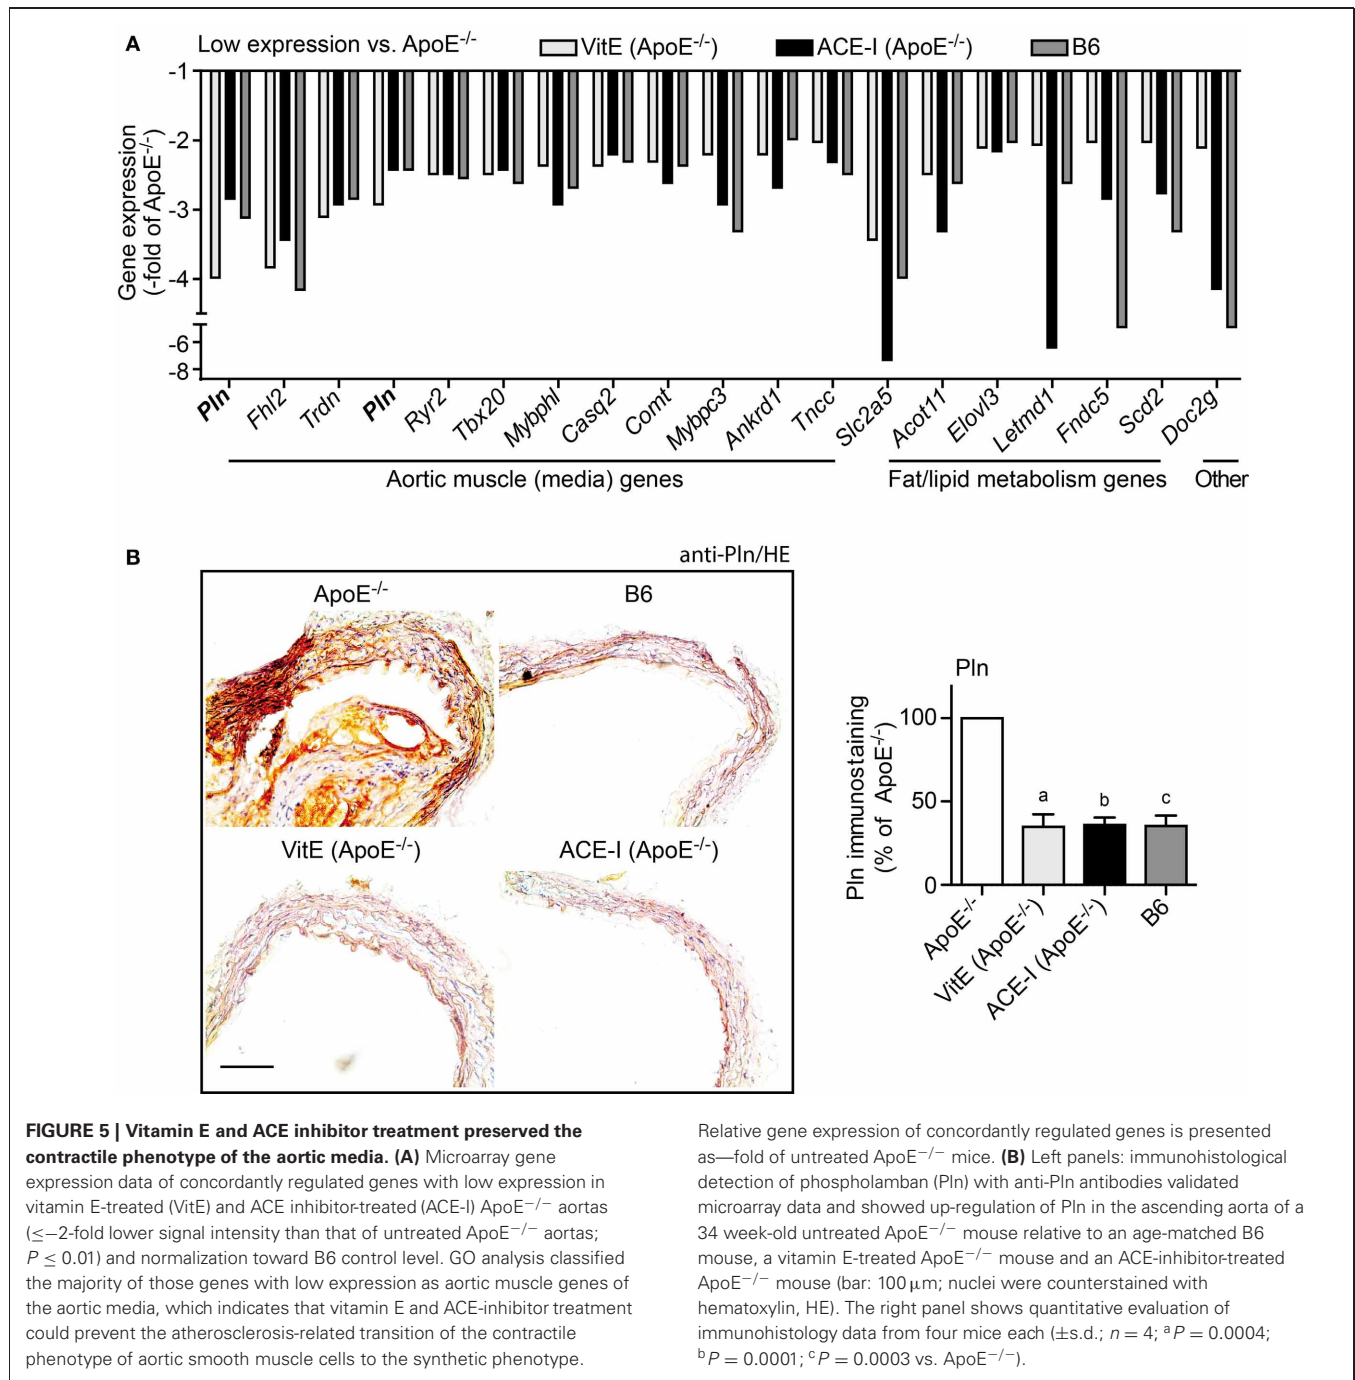 A
Low expression vs. ApoE-/-
VitE (ApoE-/-)
ACE-I (ApoE-/-)
B6
Gene expression
(-fold of ApoE-/-)
-1
-2
-3
-4
-6
-8
Pln
Fhl2
Trdn
Pln
Ryr2
Tbx20
Mybphl
Casq2
Comt
Mybpc3
Ankrd1
Tncc
Slc2a5
Acot11
Elovl3
Letmd1
Fndc5
Scd2
Doc2g
Aortic muscle (media) genes
Fat/lipid metabolism genes
Other
B
anti-Pln/HE
ApoE-/-
B6
VitE (ApoE-/-)
ACE-I (ApoE-/-)
Pln
Pln immunostaining
(% of ApoE-/-)
100
50
0
a
b
c
ApoE-/-
VitE (ApoE-/-)
ACE-I (ApoE-/-)
B6
FIGURE 5 | Vitamin E and ACE inhibitor treatment preserved the
contractile phenotype of the aortic media. (A) Microarray gene
expression data of concordantly regulated genes with low expression in
vitamin E-treated (VitE) and ACE inhibitor-treated (ACE-I) ApoE−/− aortas
(≤−2-fold lower signal intensity than that of untreated ApoE−/− aortas;
P ≤ 0.01) and normalization toward B6 control level. GO analysis classified
the majority of those genes with low expression as aortic muscle genes of
the aortic media, which indicates that vitamin E and ACE-inhibitor treatment
could prevent the atherosclerosis-related transition of the contractile
phenotype of aortic smooth muscle cells to the synthetic phenotype.
Relative gene expression of concordantly regulated genes is presented
as—fold of untreated ApoE−/− mice. (B) Left panels: immunohistological
detection of phospholamban (Pln) with anti-Pln antibodies validated
microarray data and showed up-regulation of Pln in the ascending aorta of a
34 week-old untreated ApoE−/− mouse relative to an age-matched B6
mouse, a vitamin E-treated ApoE−/− mouse and an ACE-inhibitor-treated
ApoE−/− mouse (bar: 100 μm; nuclei were counterstained with
hematoxylin, HE). The right panel shows quantitative evaluation of
immunohistology data from four mice each (±s.d.; n = 4; aP = 0.0004;
bP = 0.0001; cP = 0.0003 vs. ApoE−/−).